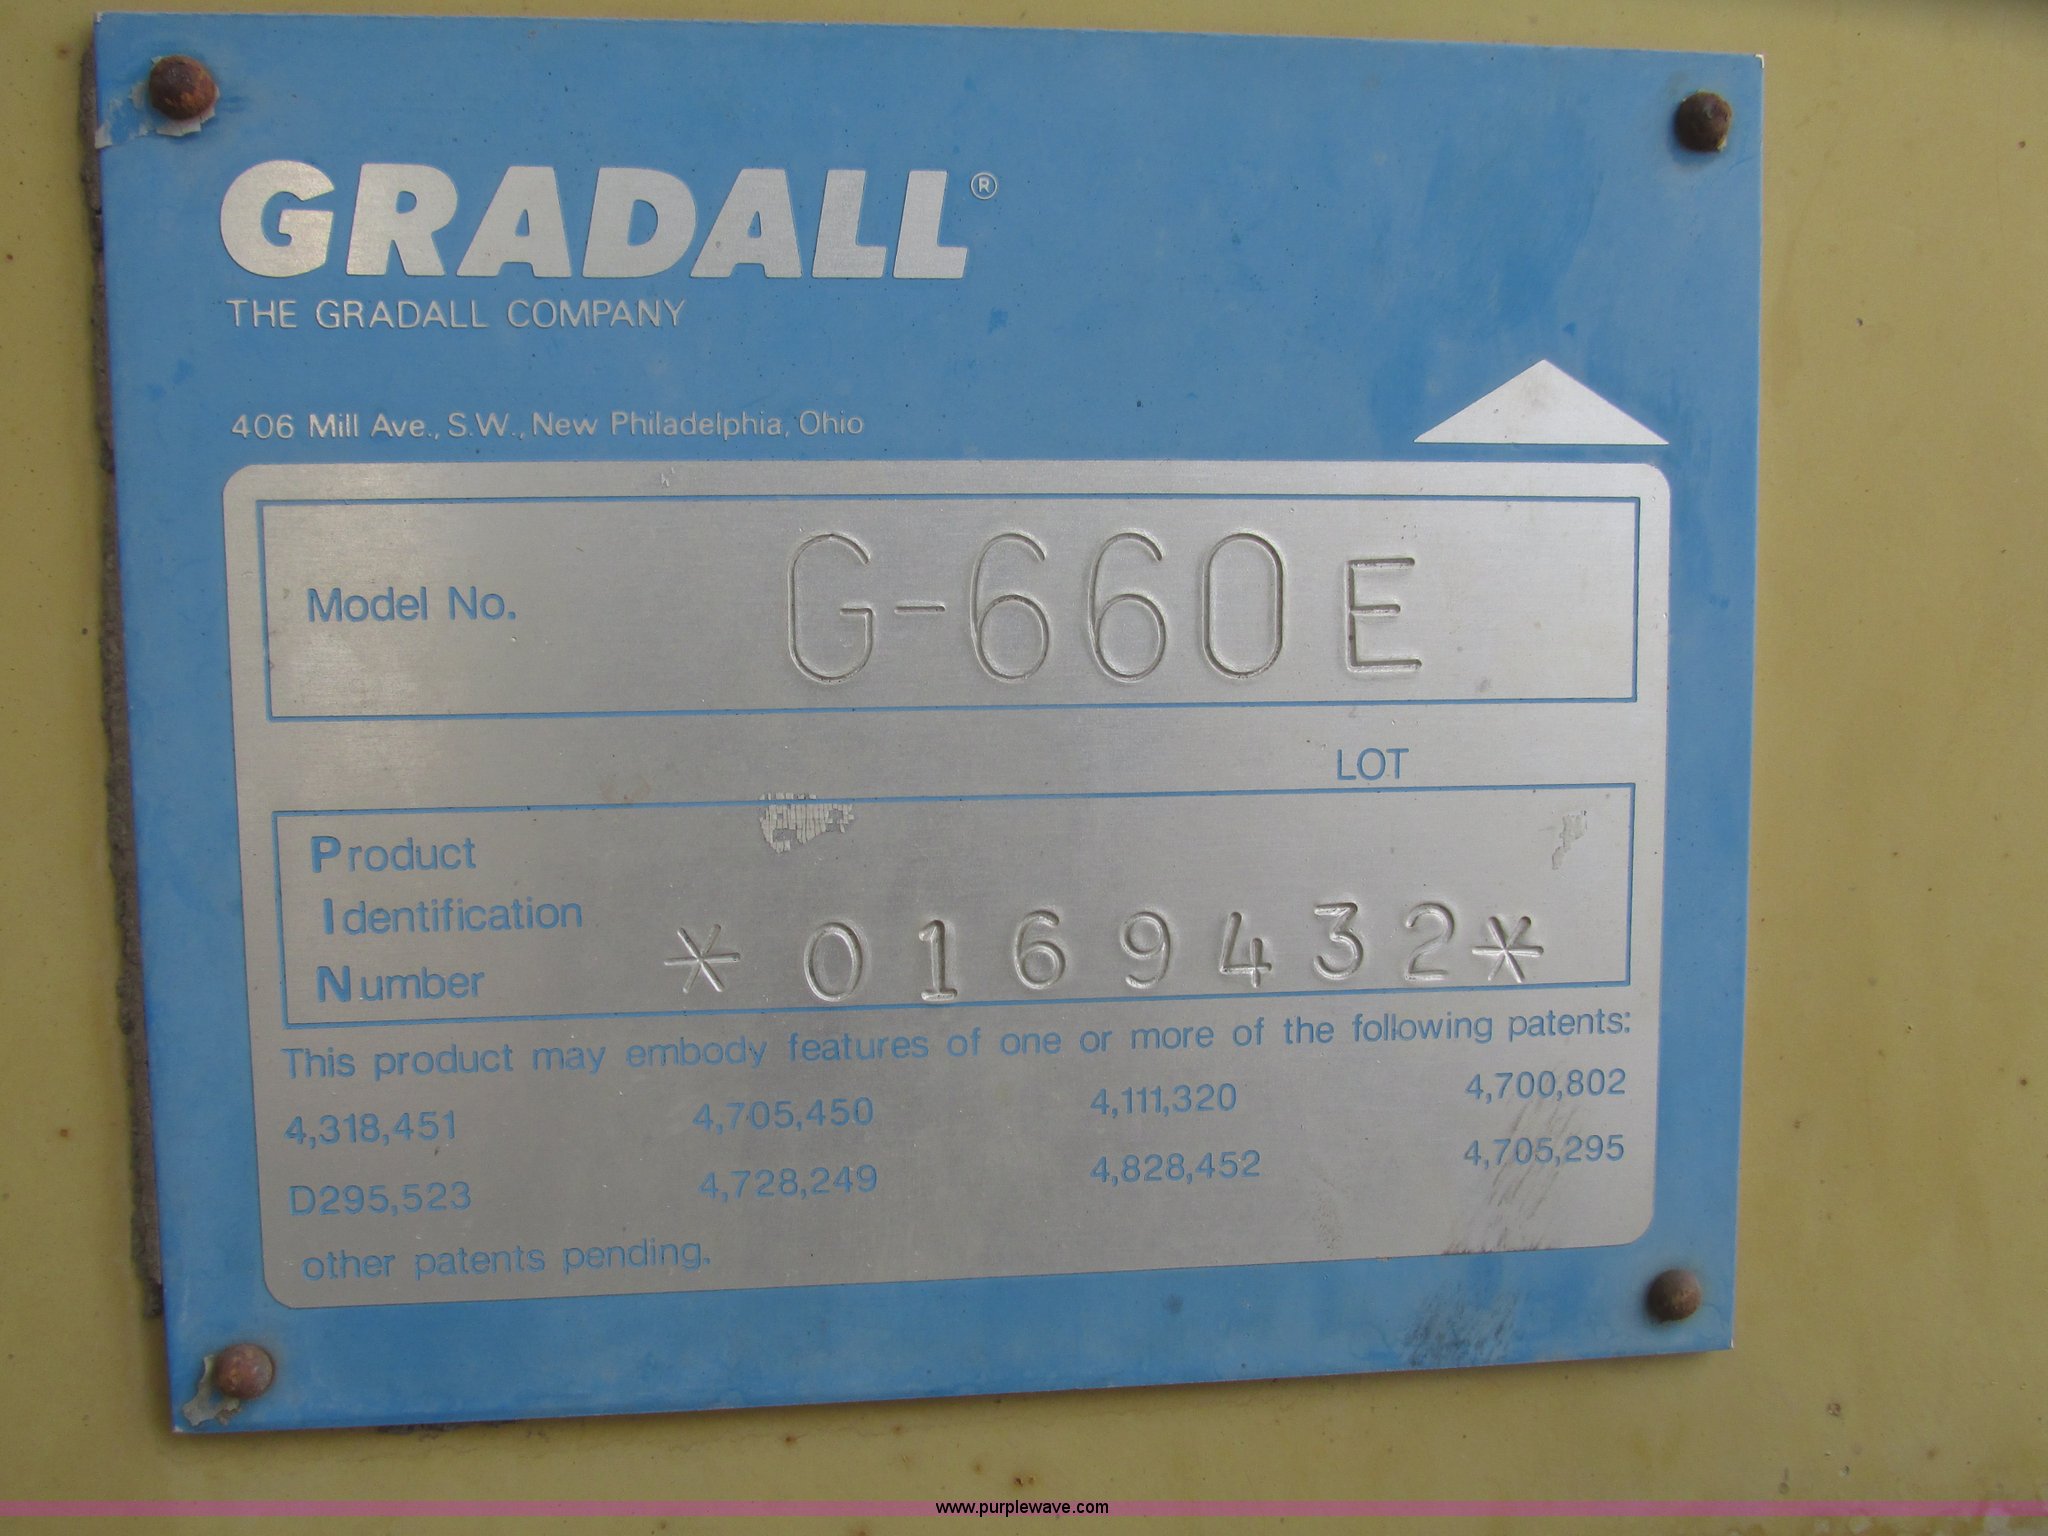 GRADALL®
THE GRADALL COMPANY
406 Mill Ave., S.W., New Philadelphia, Ohio
Model No. G-660E
LOT
Product
Identification
Number *0169432*
This product may embody features of one or more of the following patents:
4,318,451 4,705,450 4,111,320 4,700,802
D295,523 4,728,249 4,828,452 4,705,295
other patents pending.
www.purplewave.com